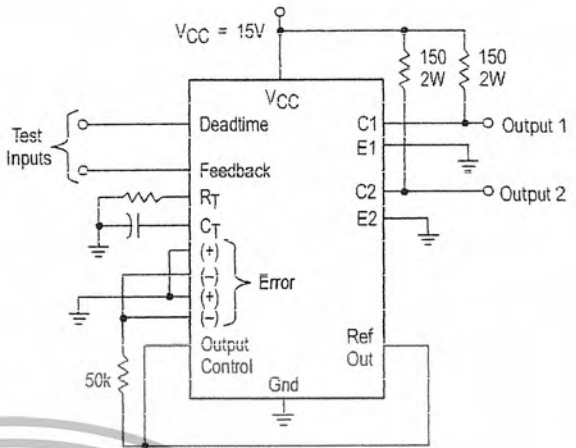 VCC = 15V
150
2W
150
2W
VCC
Test
Inputs
Deadtime
Feedback
RT
CT
(+)
(−)
(+)
(−)
Error
Output
Control
50k
Gnd
C1
E1
C2
E2
Ref
Out
Output 1
Output 2